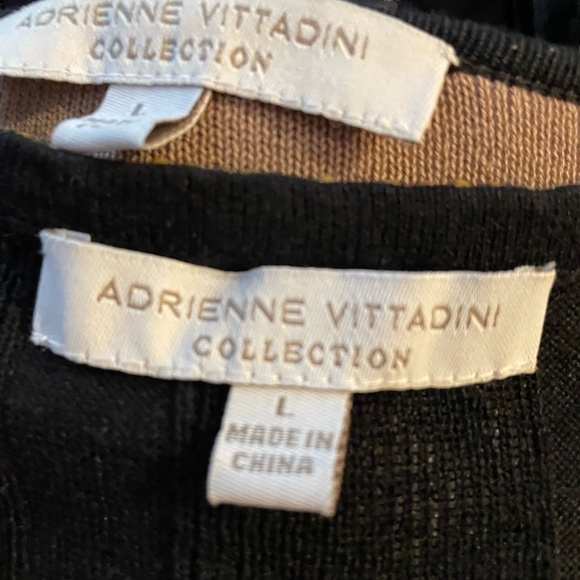 ADRIENNE VITTADINI
COLLECTION
L
ADRIENNE VITTADINI
COLLECTION
L
MADE IN
CHINA